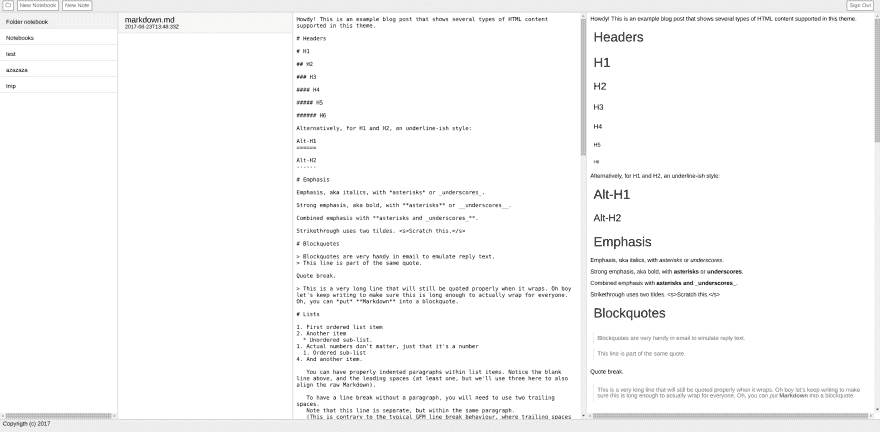 New Notebook
New Note
Sign Out
Folder notebook
Notebooks
test
azazaza
tmp
markdown.md
2017-08-23T13:48:33Z
Howdy! This is an example blog post that shows several types of HTML content
supported in this theme.
# Headers
# H1
## H2
### H3
#### H4
##### H5
###### H6
Alternatively, for H1 and H2, an underline-ish style:
Alt-H1
======
Alt-H2
------
# Emphasis
Emphasis, aka italics, with *asterisks* or _underscores_.
Strong emphasis, aka bold, with **asterisks** or __underscores__.
Combined emphasis with **asterisks and _underscores_**.
Strikethrough uses two tildes. <s>Scratch this.</s>
# Blockquotes
> Blockquotes are very handy in email to emulate reply text.
> This line is part of the same quote.
Quote break.
> This is a very long line that will still be quoted properly when it wraps. Oh boy
let's keep writing to make sure this is long enough to actually wrap for everyone.
Oh, you can *put* **Markdown** into a blockquote.
# Lists
1. First ordered list item
2. Another item
* Unordered sub-list.
1. Actual numbers don't matter, just that it's a number
1. Ordered sub-list
4. And another item.
You can have properly indented paragraphs within list items. Notice the blank
line above, and the leading spaces (at least one, but we'll use three here to also
align the raw Markdown).
To have a line break without a paragraph, you will need to use two trailing
spaces.
Note that this line is separate, but within the same paragraph.
(This is contrary to the typical GFM line break behaviour, where trailing spaces
Howdy! This is an example blog post that shows several types of HTML content supported in this theme.
Headers
H1
H2
H3
H4
H5
H6
Alternatively, for H1 and H2, an underline-ish style:
Alt-H1
Alt-H2
Emphasis
Emphasis, aka italics, with asterisks or underscores.
Strong emphasis, aka bold, with asterisks or underscores.
Combined emphasis with asterisks and _underscores_.
Strikethrough uses two tildes. <s>Scratch this.</s>
Blockquotes
Blockquotes are very handy in email to emulate reply text.
This line is part of the same quote.
Quote break.
This is a very long line that will still be quoted properly when it wraps. Oh boy let's keep writing to make
sure this is long enough to actually wrap for everyone. Oh, you can put Markdown into a blockquote.
Copyrigth (c) 2017